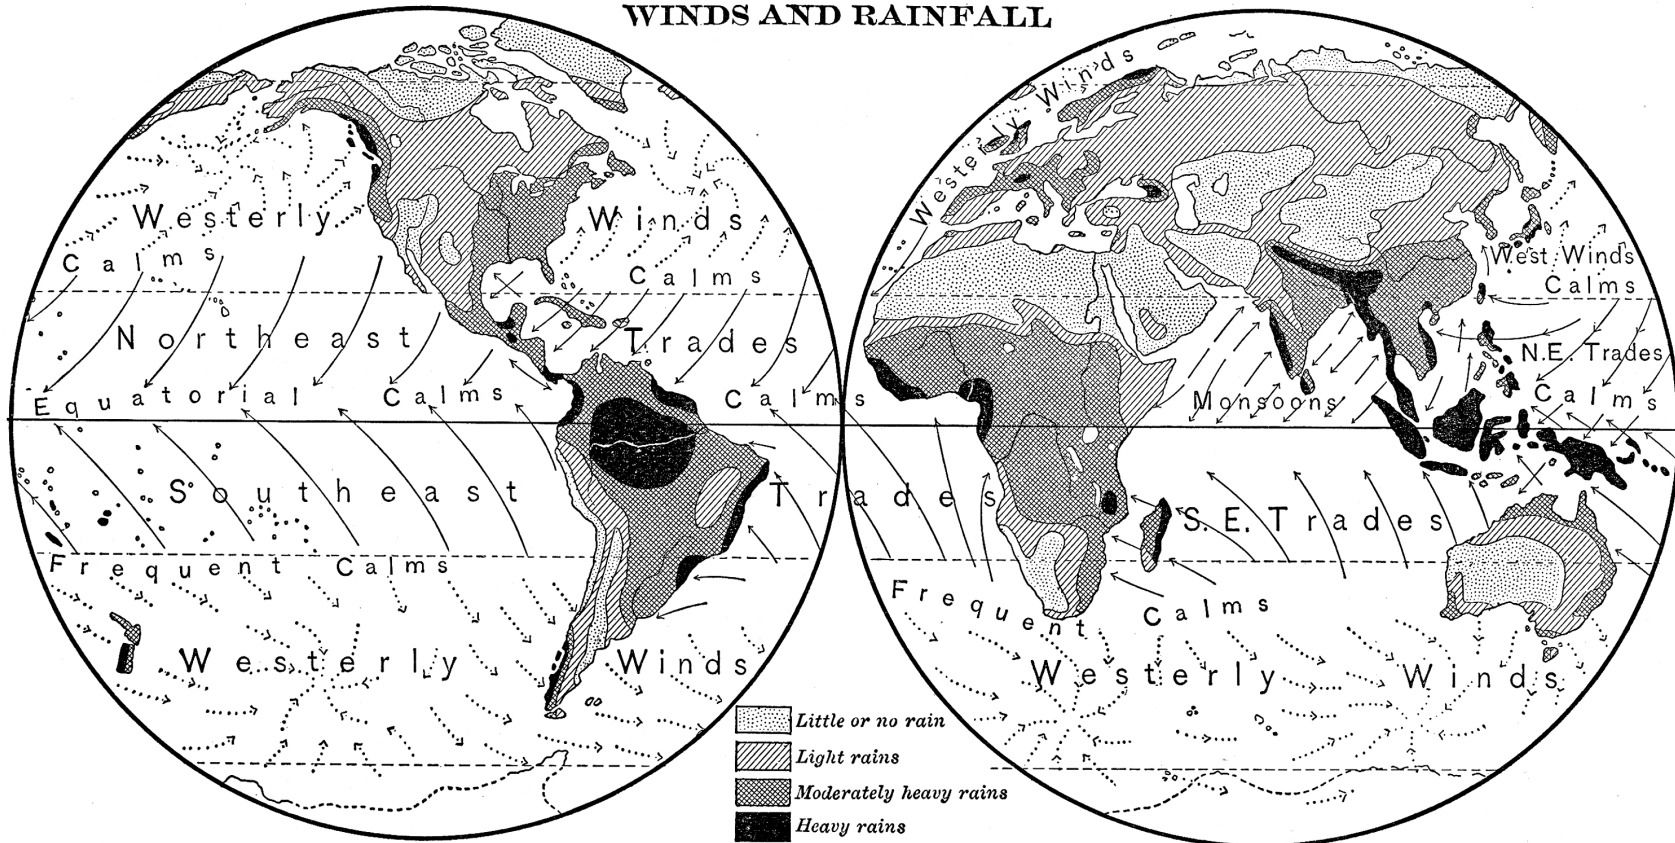 WINDS AND RAINFALL
Westerly Winds
Calms
Calms
Northeast Trades
Equatorial Calms
Calms
Southeast Trades
Frequent Calms
Westerly Winds
Westerly Winds
West Winds
Calms
N.E. Trades
Calms
Monsoons
S.E. Trades
Frequent Calms
Westerly Winds
Little or no rain
Light rains
Moderately heavy rains
Heavy rains